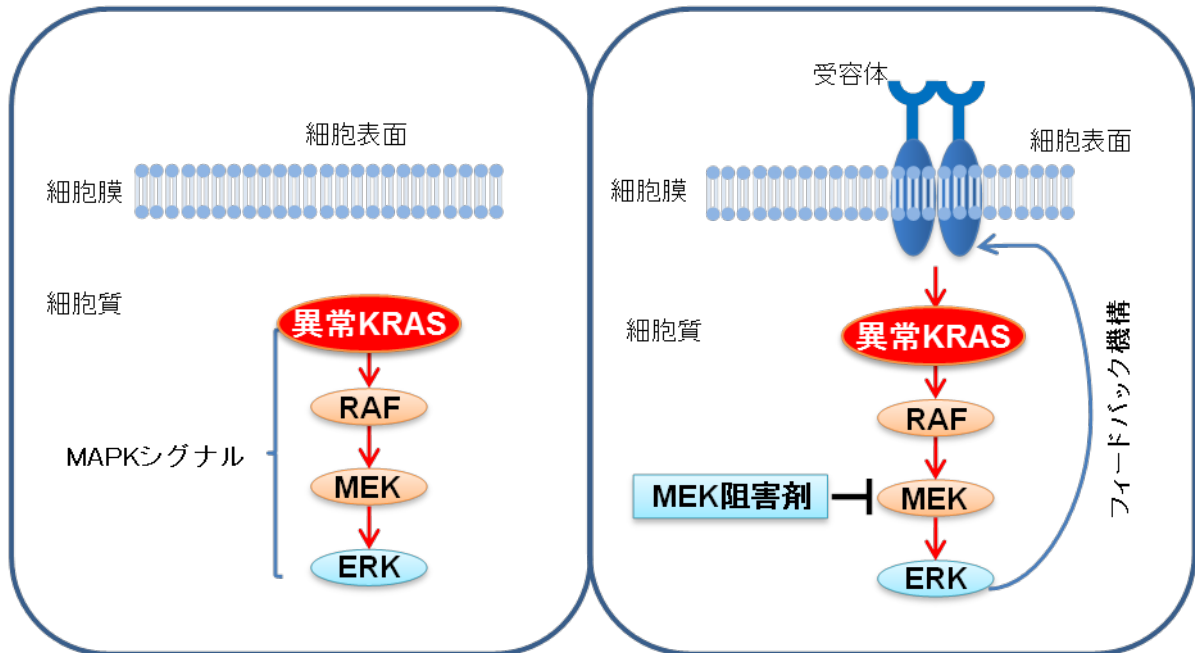 細胞表面
細胞膜
細胞質
異常KRAS
RAF
MAPKシグナル
MEK
ERK
受容体
細胞表面
細胞膜
細胞質
異常KRAS
RAF
MEK阻害剤
MEK
ERK
フィードバック機構